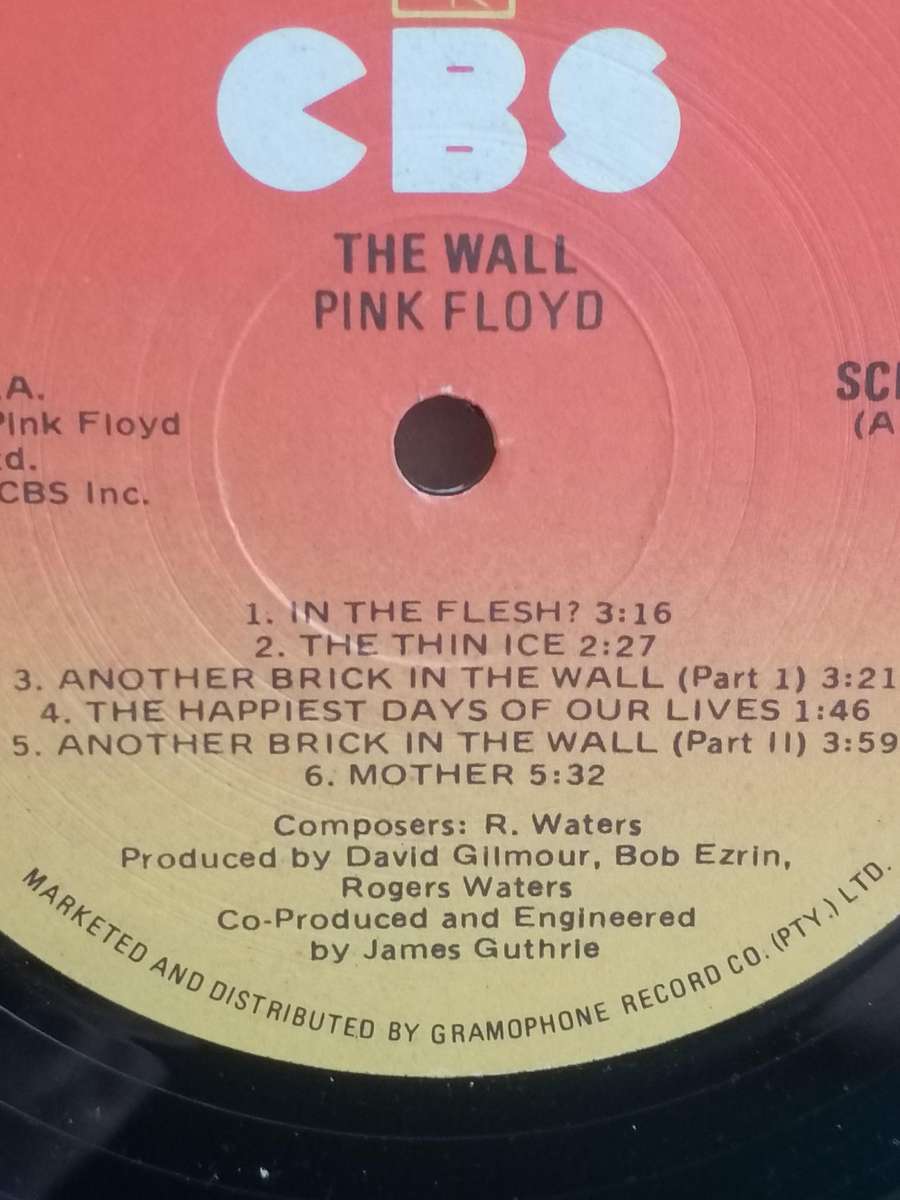 CBS
THE WALL
PINK FLOYD
.A.
Pink Floyd
td.
CBS Inc.
SC
(A
1. IN THE FLESH? 3:16
2. THE THIN ICE 2:27
3. ANOTHER BRICK IN THE WALL (Part 1) 3:21
4. THE HAPPIEST DAYS OF OUR LIVES 1:46
5. ANOTHER BRICK IN THE WALL (Part II) 3:59
6. MOTHER 5:32
Composers: R. Waters
Produced by David Gilmour, Bob Ezrin,
Rogers Waters
Co-Produced and Engineered
by James Guthrie
MARKETED AND DISTRIBUTED BY GRAMOPHONE RECORD CO. (PTY.) LTD.